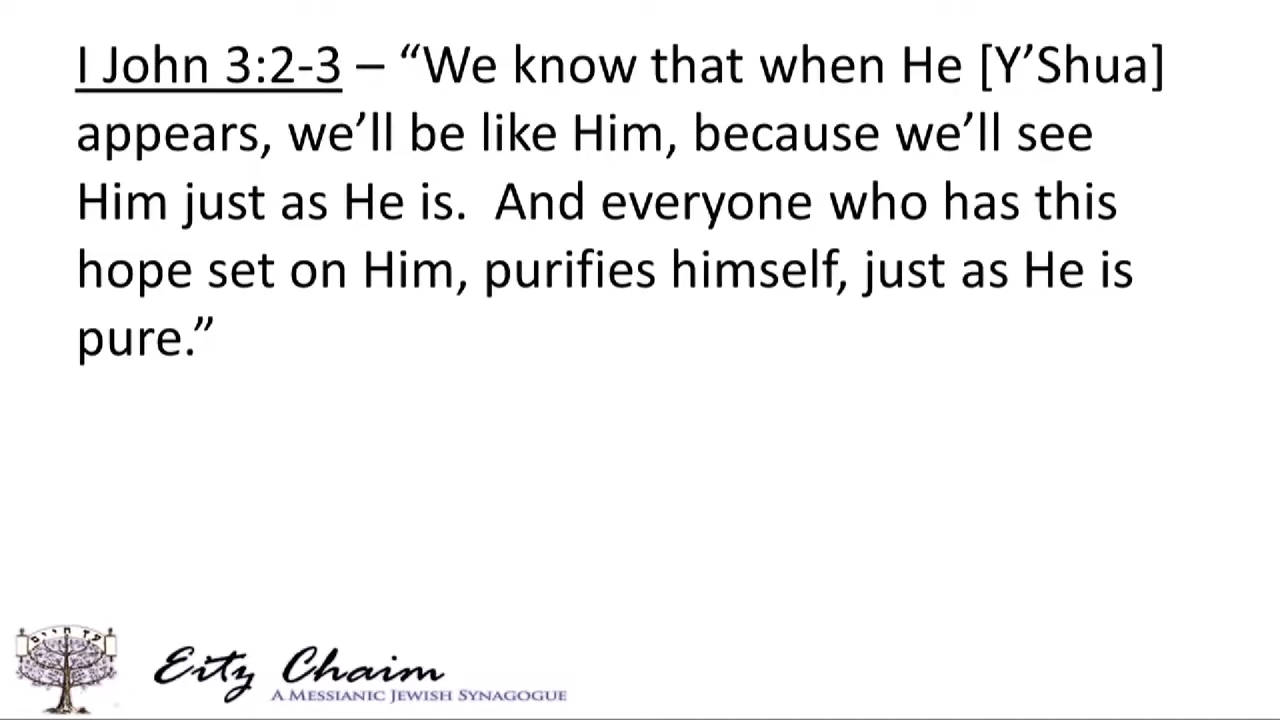 I John 3:2-3 – “We know that when He [Y’Shua]
appears, we’ll be like Him, because we’ll see
Him just as He is.  And everyone who has this
hope set on Him, purifies himself, just as He is
pure.”
עץ חיים
Eitz Chaim
A Messianic Jewish Synagogue